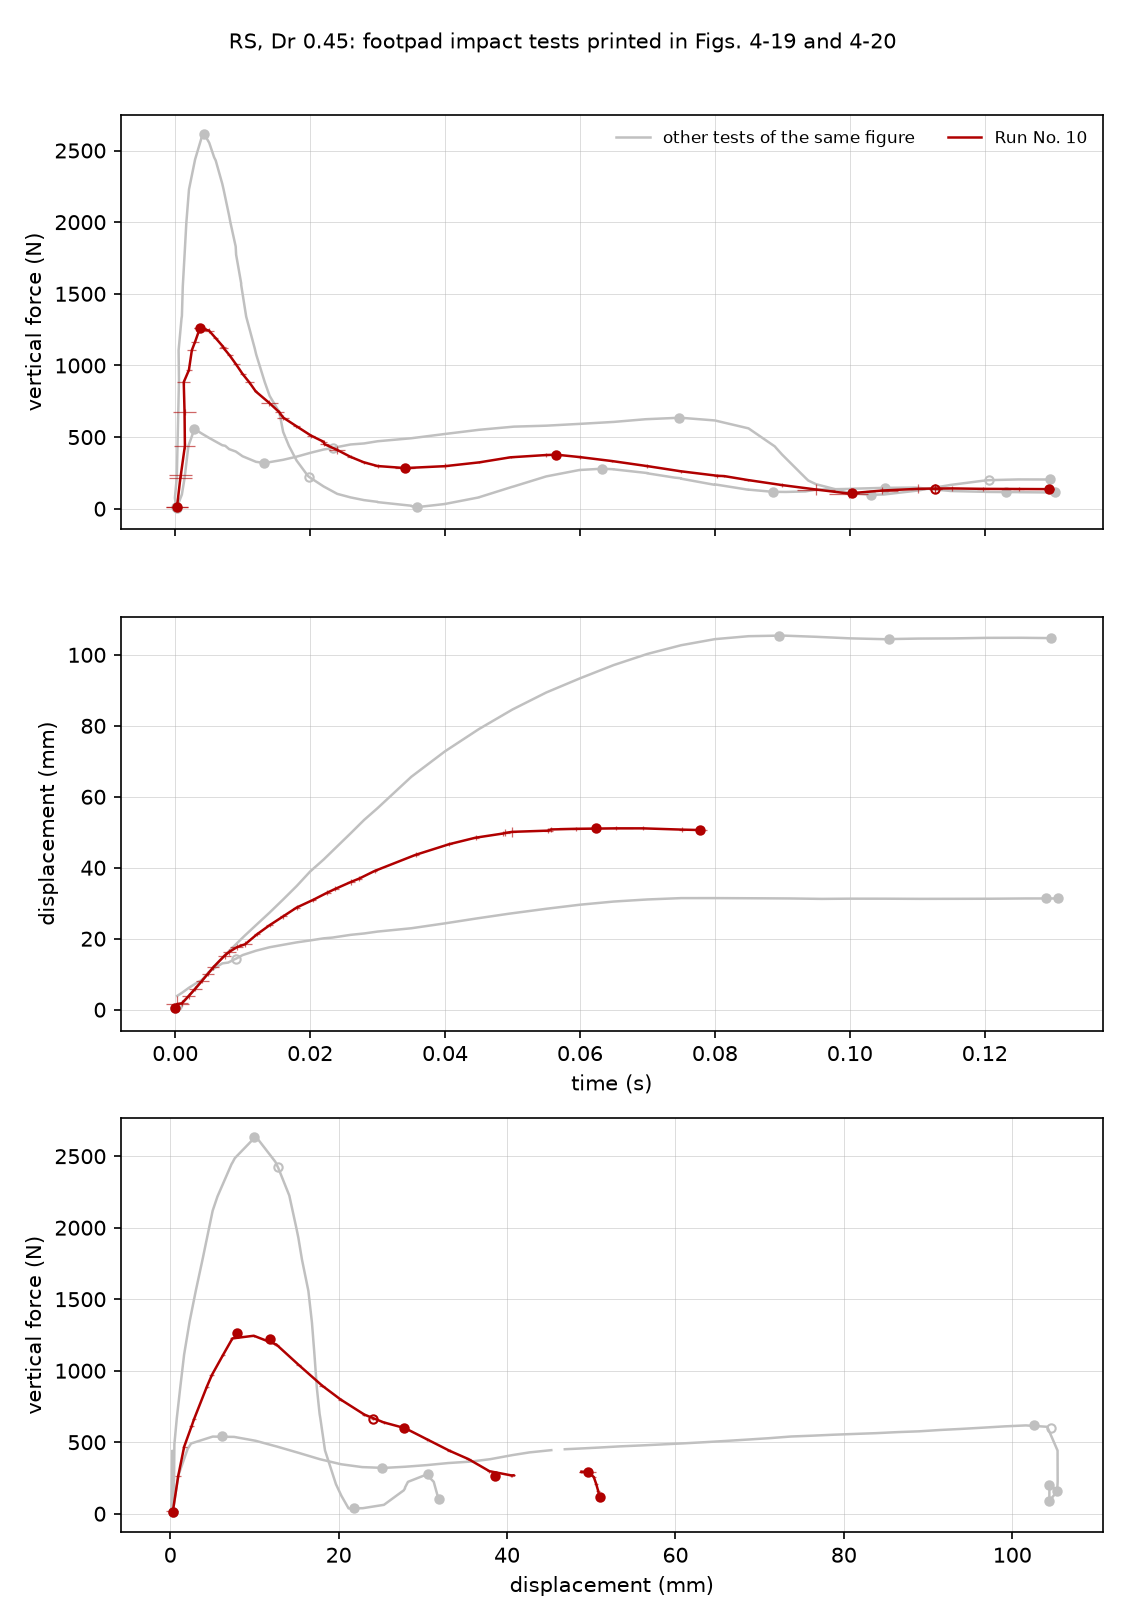 RS, Dr 0.45: footpad impact tests printed in Figs. 4-19 and 4-20
other tests of the same figure
Run No. 10
vertical force (N)
2500
2000
1500
1000
500
0
displacement (mm)
100
80
60
40
20
0
0.00 0.02 0.04 0.06 0.08 0.10 0.12
time (s)
vertical force (N)
2500
2000
1500
1000
500
0
0 20 40 60 80 100
displacement (mm)